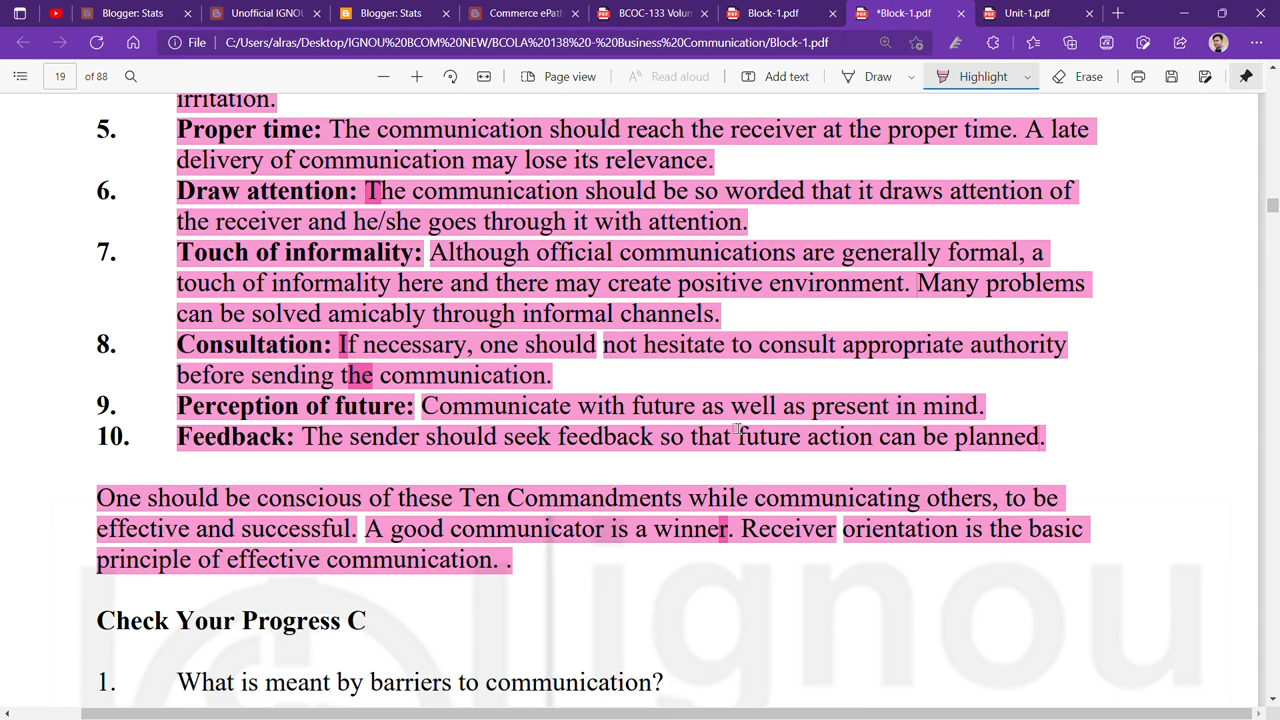 Blogger: Stats
Unofficial IGNOU
Blogger: Stats
Commerce ePath
BCOC-133 Volum
Block-1.pdf
*Block-1.pdf
Unit-1.pdf
File
C:/Users/alras/Desktop/IGNOU%20BCOM%20NEW/BCOLA%20138%20-%20Business%20Communication/Block-1.pdf
19 of 88
Page view
Read aloud
Add text
Draw
Highlight
Erase
irritation.
5. Proper time: The communication should reach the receiver at the proper time. A late
delivery of communication may lose its relevance.
6. Draw attention: The communication should be so worded that it draws attention of
the receiver and he/she goes through it with attention.
7. Touch of informality: Although official communications are generally formal, a
touch of informality here and there may create positive environment. Many problems
can be solved amicably through informal channels.
8. Consultation: If necessary, one should not hesitate to consult appropriate authority
before sending the communication.
9. Perception of future: Communicate with future as well as present in mind.
10. Feedback: The sender should seek feedback so that future action can be planned.
One should be conscious of these Ten Commandments while communicating others, to be
effective and successful. A good communicator is a winner. Receiver orientation is the basic
principle of effective communication. .
Check Your Progress C
1. What is meant by barriers to communication?
ignou